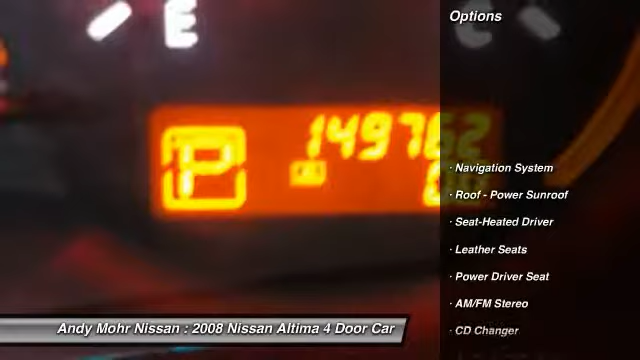 E
C
Options
P
149762
· Navigation System
· Roof - Power Sunroof
· Seat-Heated Driver
· Leather Seats
· Power Driver Seat
· AM/FM Stereo
· CD Changer
Andy Mohr Nissan : 2008 Nissan Altima 4 Door Car